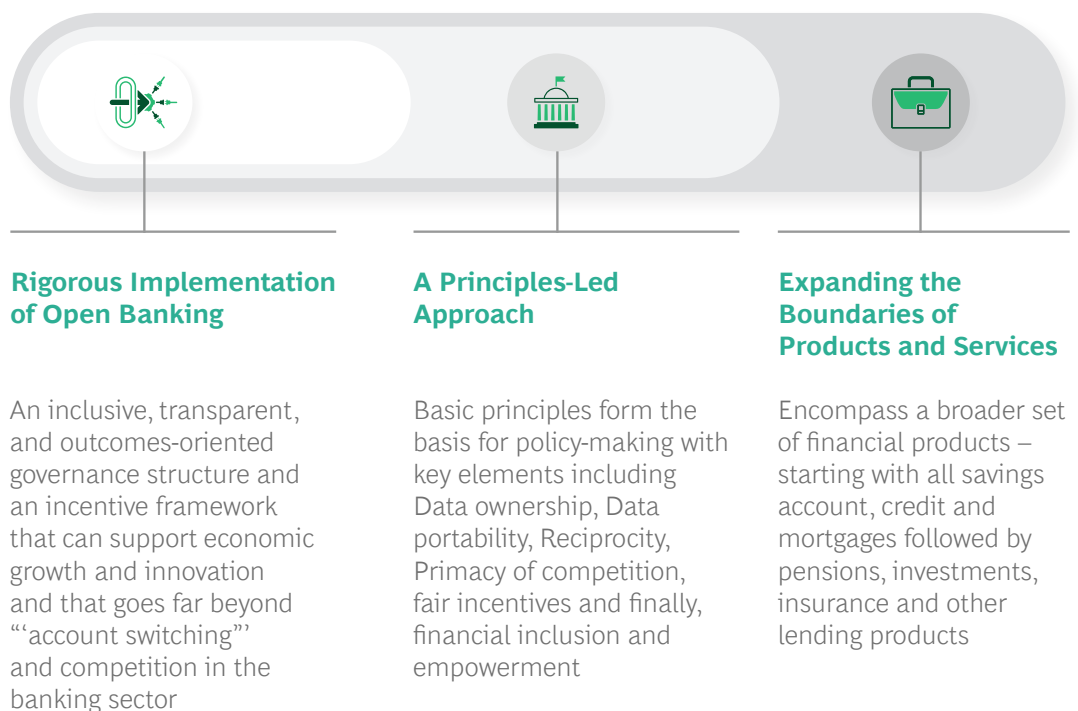 Rigorous Implementation
of Open Banking
An inclusive, transparent,
and outcomes-oriented
governance structure and
an incentive framework
that can support economic
growth and innovation
and that goes far beyond
“‘account switching”’
and competition in the
banking sector
A Principles-Led
Approach
Basic principles form the
basis for policy-making with
key elements including
Data ownership, Data
portability, Reciprocity,
Primacy of competition,
fair incentives and finally,
financial inclusion and
empowerment
Expanding the
Boundaries of
Products and Services
Encompass a broader set
of financial products –
starting with all savings
account, credit and
mortgages followed by
pensions, investments,
insurance and other
lending products